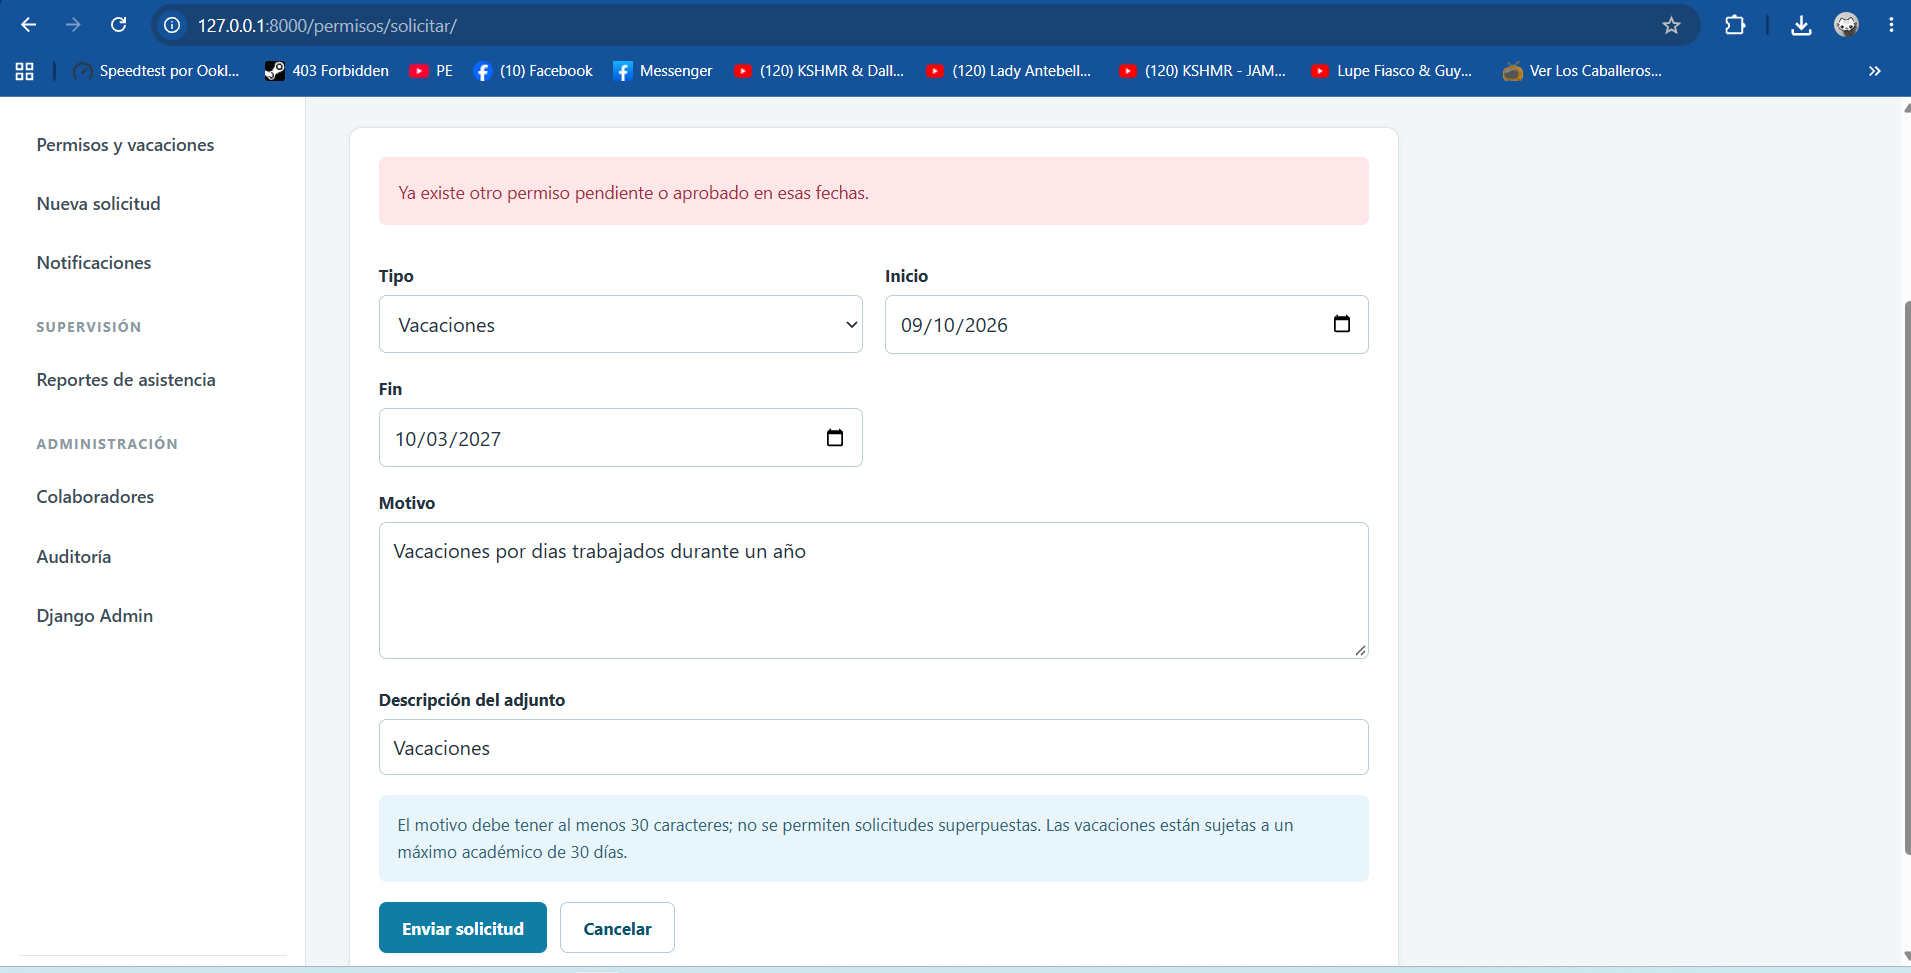 127.0.0.1:8000/permisos/solicitar/
Speedtest por Ookl...
403 Forbidden
PE
(10) Facebook
Messenger
(120) KSHMR & Dall...
(120) Lady Antebell...
(120) KSHMR - JAM...
Lupe Fiasco & Guy...
Ver Los Caballeros...
Permisos y vacaciones
Nueva solicitud
Notificaciones
SUPERVISIÓN
Reportes de asistencia
ADMINISTRACIÓN
Colaboradores
Auditoría
Django Admin
Ya existe otro permiso pendiente o aprobado en esas fechas.
Tipo
Vacaciones
Inicio
09/10/2026
Fin
10/03/2027
Motivo
Vacaciones por dias trabajados durante un año
Descripción del adjunto
Vacaciones
El motivo debe tener al menos 30 caracteres; no se permiten solicitudes superpuestas. Las vacaciones están sujetas a un
máximo académico de 30 días.
Enviar solicitud
Cancelar